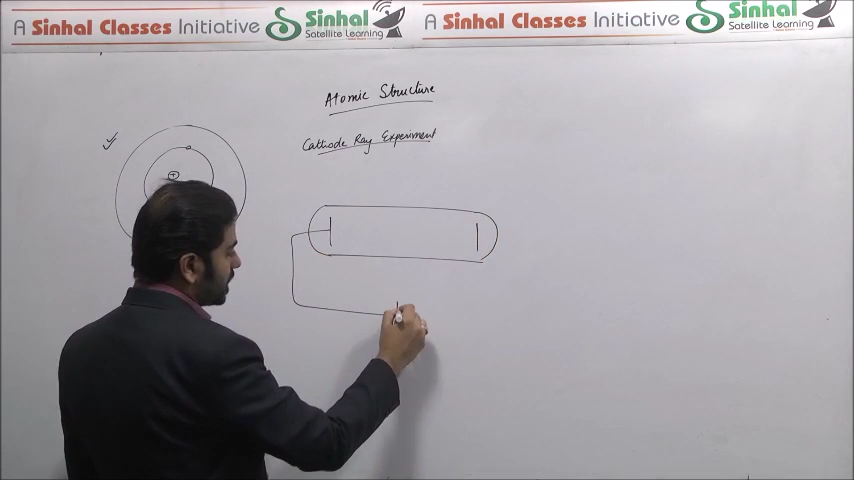 A Sinhal Classes Initiative Sinhal Satellite Learning A Sinhal Classes Initiative Sinhal Satellite Learning
Atomic Structure
Cathode Ray Experiment
+